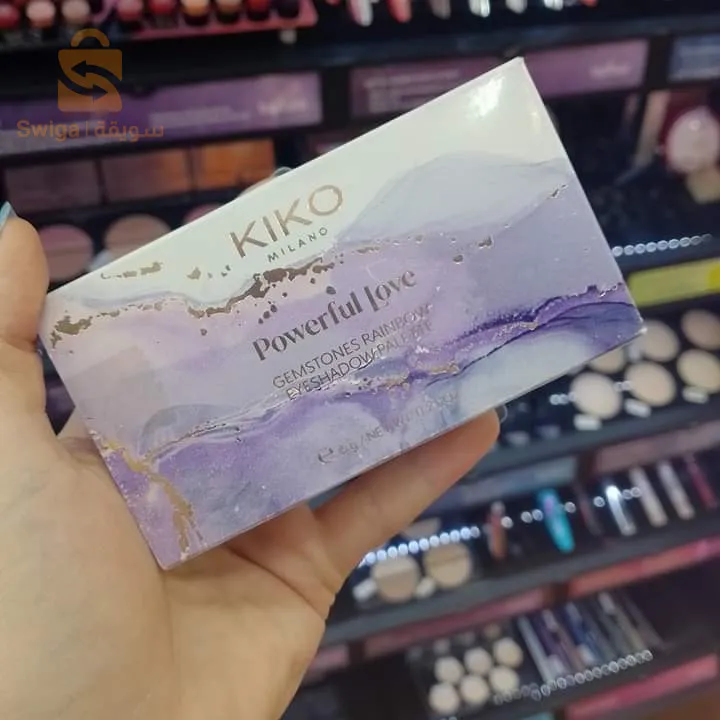 Swiga | سويقة
KIKO
MILANO
Powerful love
GEMSTONES RAINBOW
EYESHADOW PALETTE